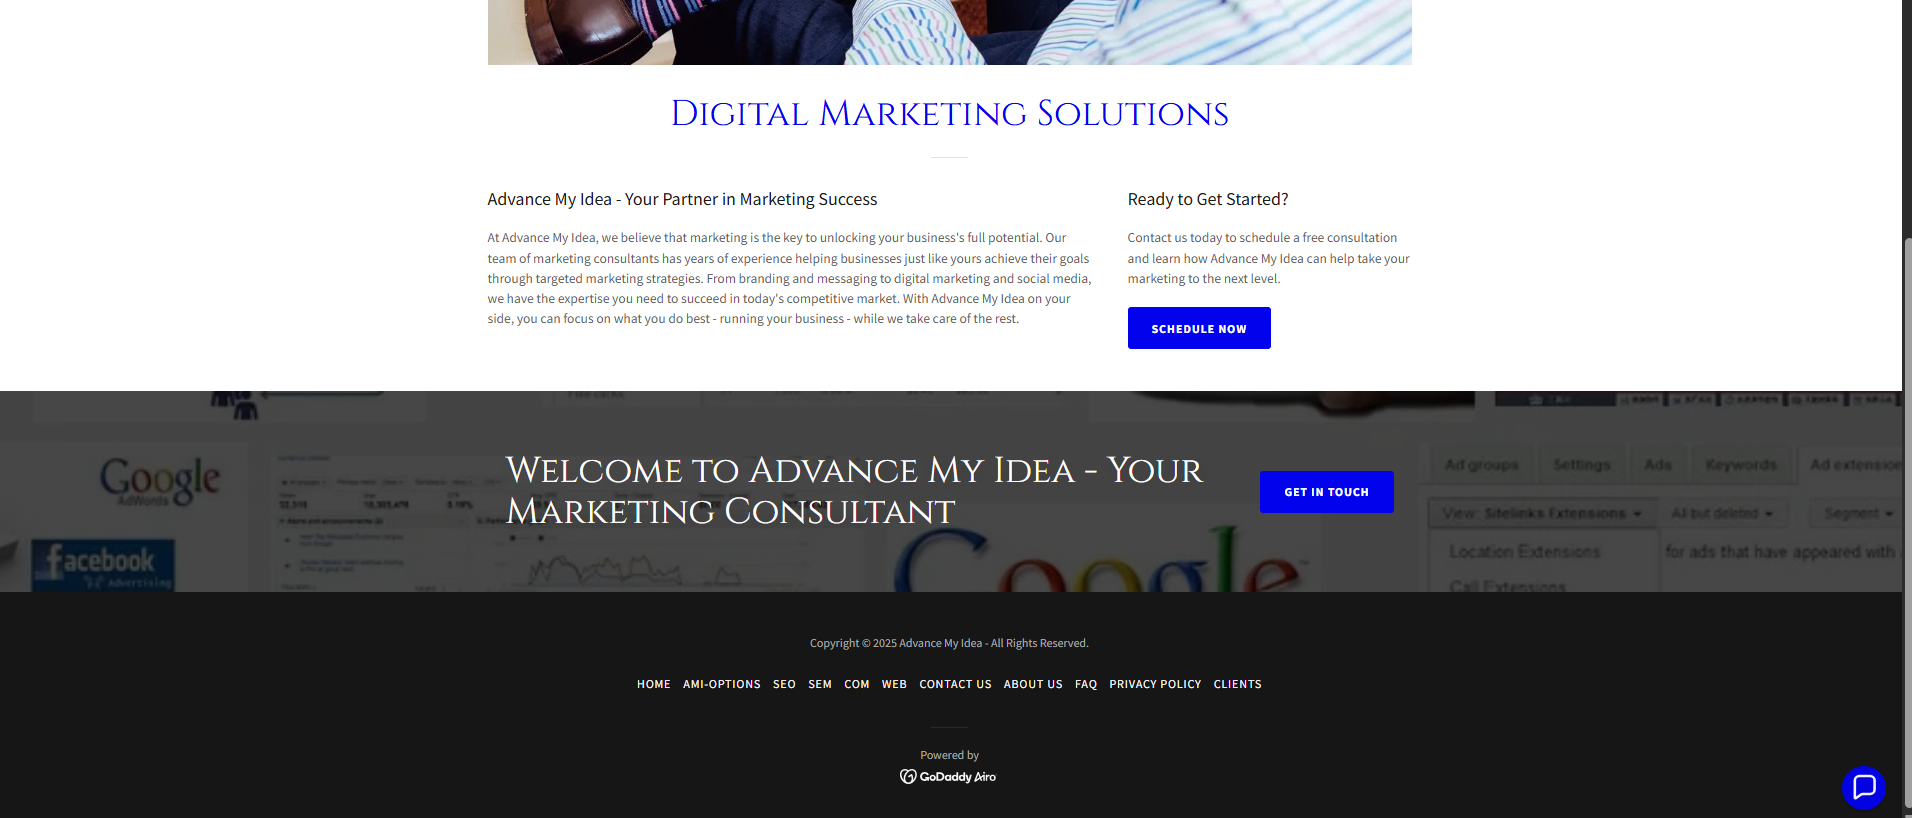 Digital Marketing Solutions
Advance My Idea - Your Partner in Marketing Success
At Advance My Idea, we believe that marketing is the key to unlocking your business's full potential. Our
team of marketing consultants has years of experience helping businesses just like yours achieve their goals
through targeted marketing strategies. From branding and messaging to digital marketing and social media,
we have the expertise you need to succeed in today's competitive market. With Advance My Idea on your
side, you can focus on what you do best - running your business - while we take care of the rest.
Ready to Get Started?
Contact us today to schedule a free consultation
and learn how Advance My Idea can help take your
marketing to the next level.
SCHEDULE NOW
Google
AdWords
facebook
Advertising
Welcome to Advance My Idea - Your
Marketing Consultant
GET IN TOUCH
Google
Ad groups Settings Ads Keywords Ad extension
View: Sitelinks Extensions All but deleted Segment
Location Extensions
for ads that have appeared with
Call Extensions
Copyright © 2025 Advance My Idea - All Rights Reserved.
HOME AMI-OPTIONS SEO SEM COM WEB CONTACT US ABOUT US FAQ PRIVACY POLICY CLIENTS
Powered by
GoDaddy Airo